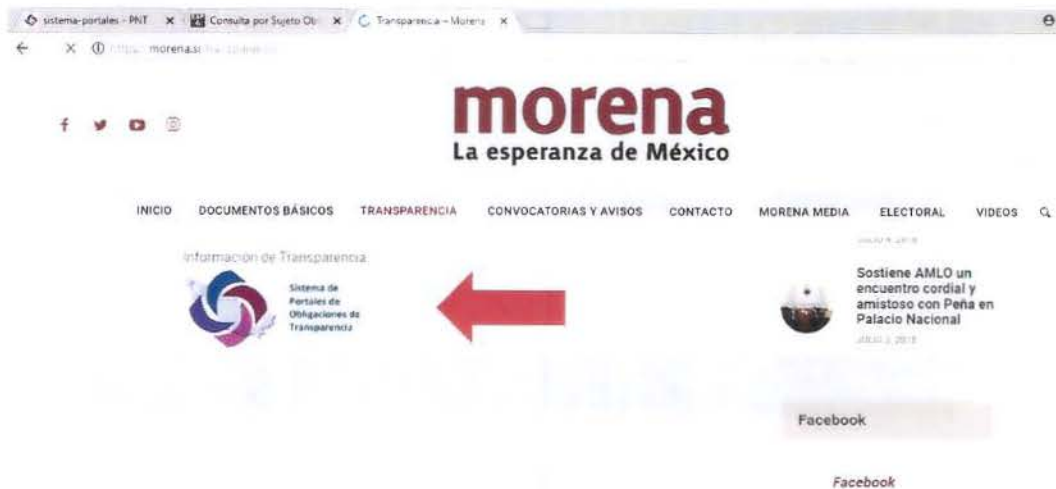 sistema-portales - PNT
Consulta por Sujeto Ob
Transparencia – Morena
morena.si
morena
La esperanza de México
INICIO DOCUMENTOS BÁSICOS TRANSPARENCIA CONVOCATORIAS Y AVISOS CONTACTO MORENA MEDIA ELECTORAL VIDEOS
Información de Transparencia
Sistema de
Portales de
Obligaciones de
Transparencia
Sostiene AMLO un
encuentro cordial y
amistoso con Peña en
Palacio Nacional
Facebook
Facebook